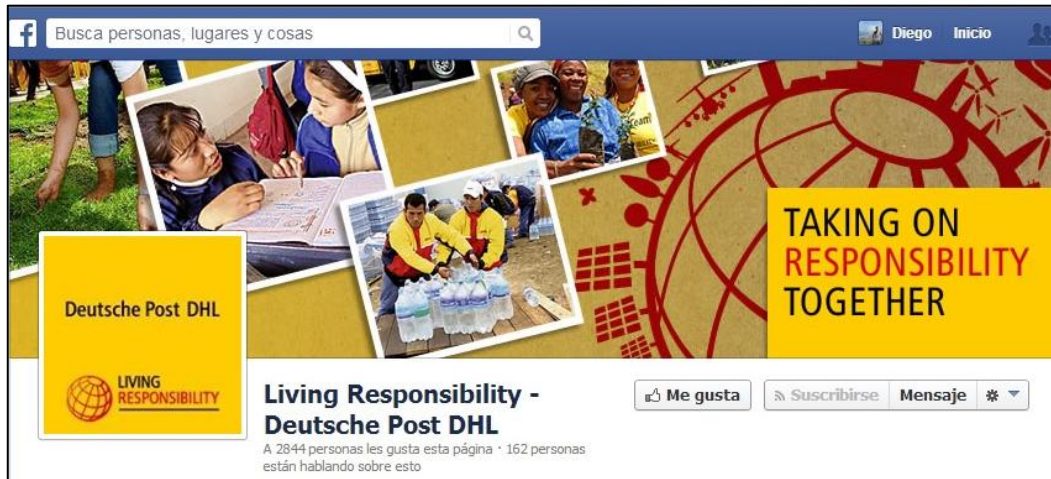 Busca personas, lugares y cosas
Diego Inicio
TAKING ON
RESPONSIBILITY
TOGETHER
Deutsche Post DHL
LIVING
RESPONSIBILITY
Living Responsibility -
Deutsche Post DHL
A 2844 personas les gusta esta página · 162 personas
están hablando sobre esto
Me gusta
Suscribirse Mensaje